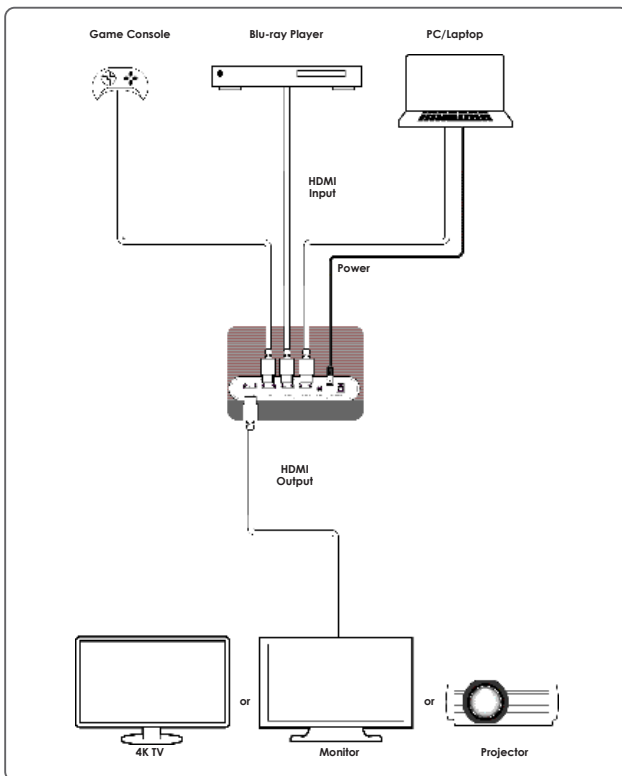 Game Console
Blu-ray Player
PC/Laptop
HDMI
Input
Power
HDMI
Output
or
or
4K TV
Monitor
Projector